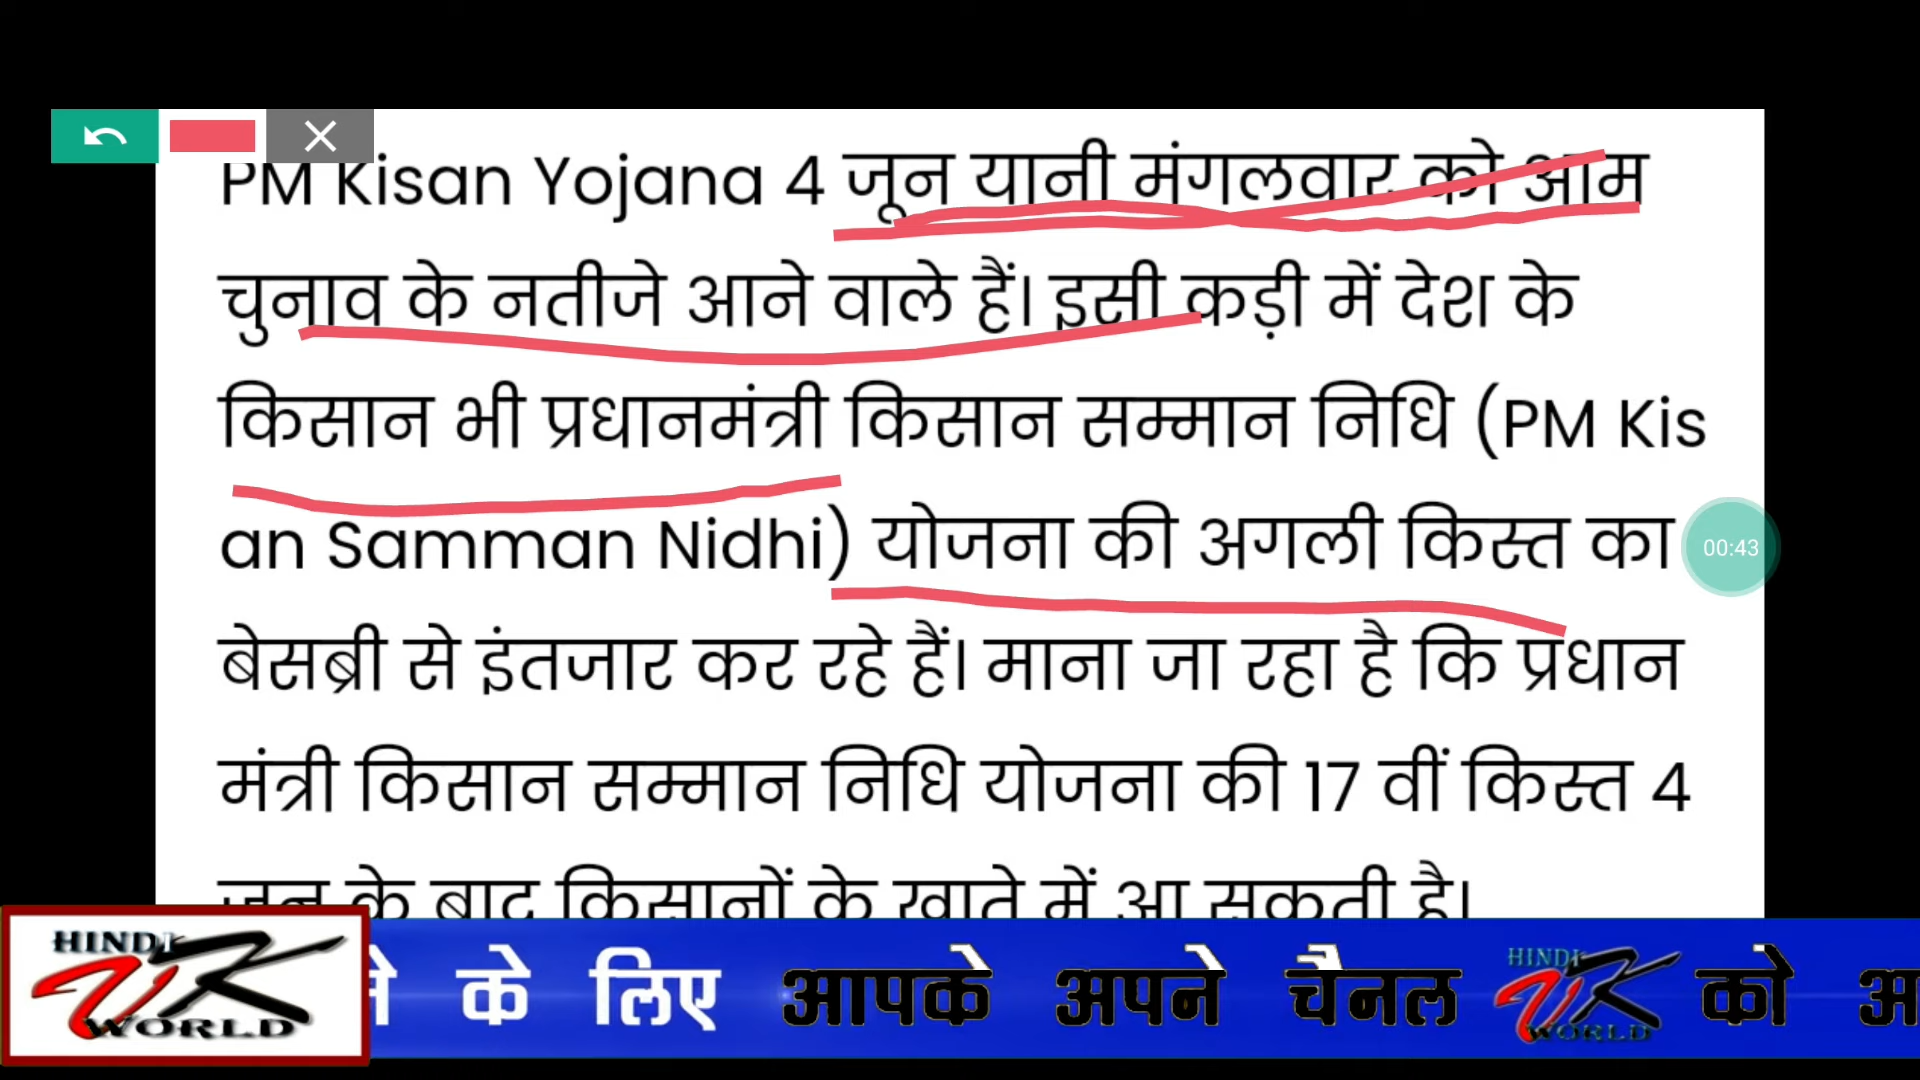 PM Kisan Yojana 4 जून यानी मंगलवार को आम
चुनाव के नतीजे आने वाले हैं। इसी कड़ी में देश के
किसान भी प्रधानमंत्री किसान सम्मान निधि (PM Kis
an Samman Nidhi) योजना की अगली किस्त का
00:43
बेसब्री से इंतजार कर रहे हैं। माना जा रहा है कि प्रधान
मंत्री किसान सम्मान निधि योजना की 17 वीं किस्त 4
जून के बाद किसानों के खाते में आ सकती है।
HINDI
VK
WORLD
के लिए आपके अपने चैनल HINDI VK WORLD को